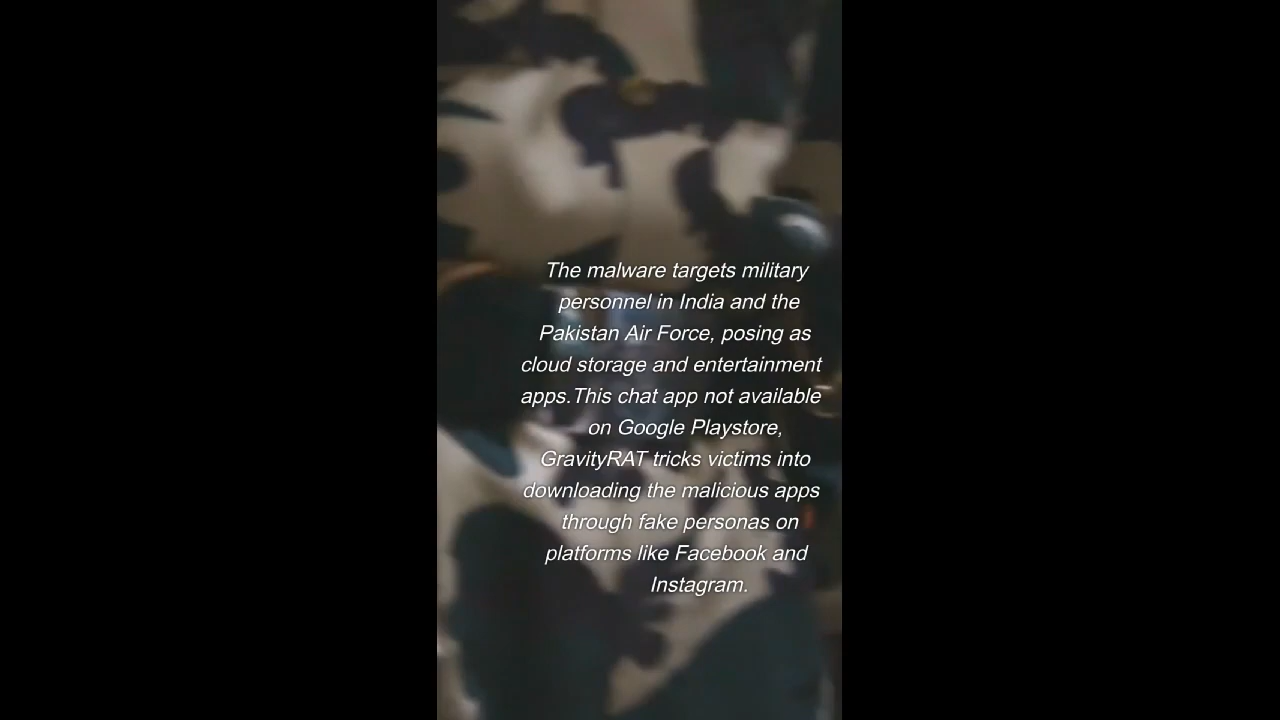 The malware targets military
personnel in India and the
Pakistan Air Force, posing as
cloud storage and entertainment
apps.This chat app not available
on Google Playstore,
GravityRAT tricks victims into
downloading the malicious apps
through fake personas on
platforms like Facebook and
Instagram.